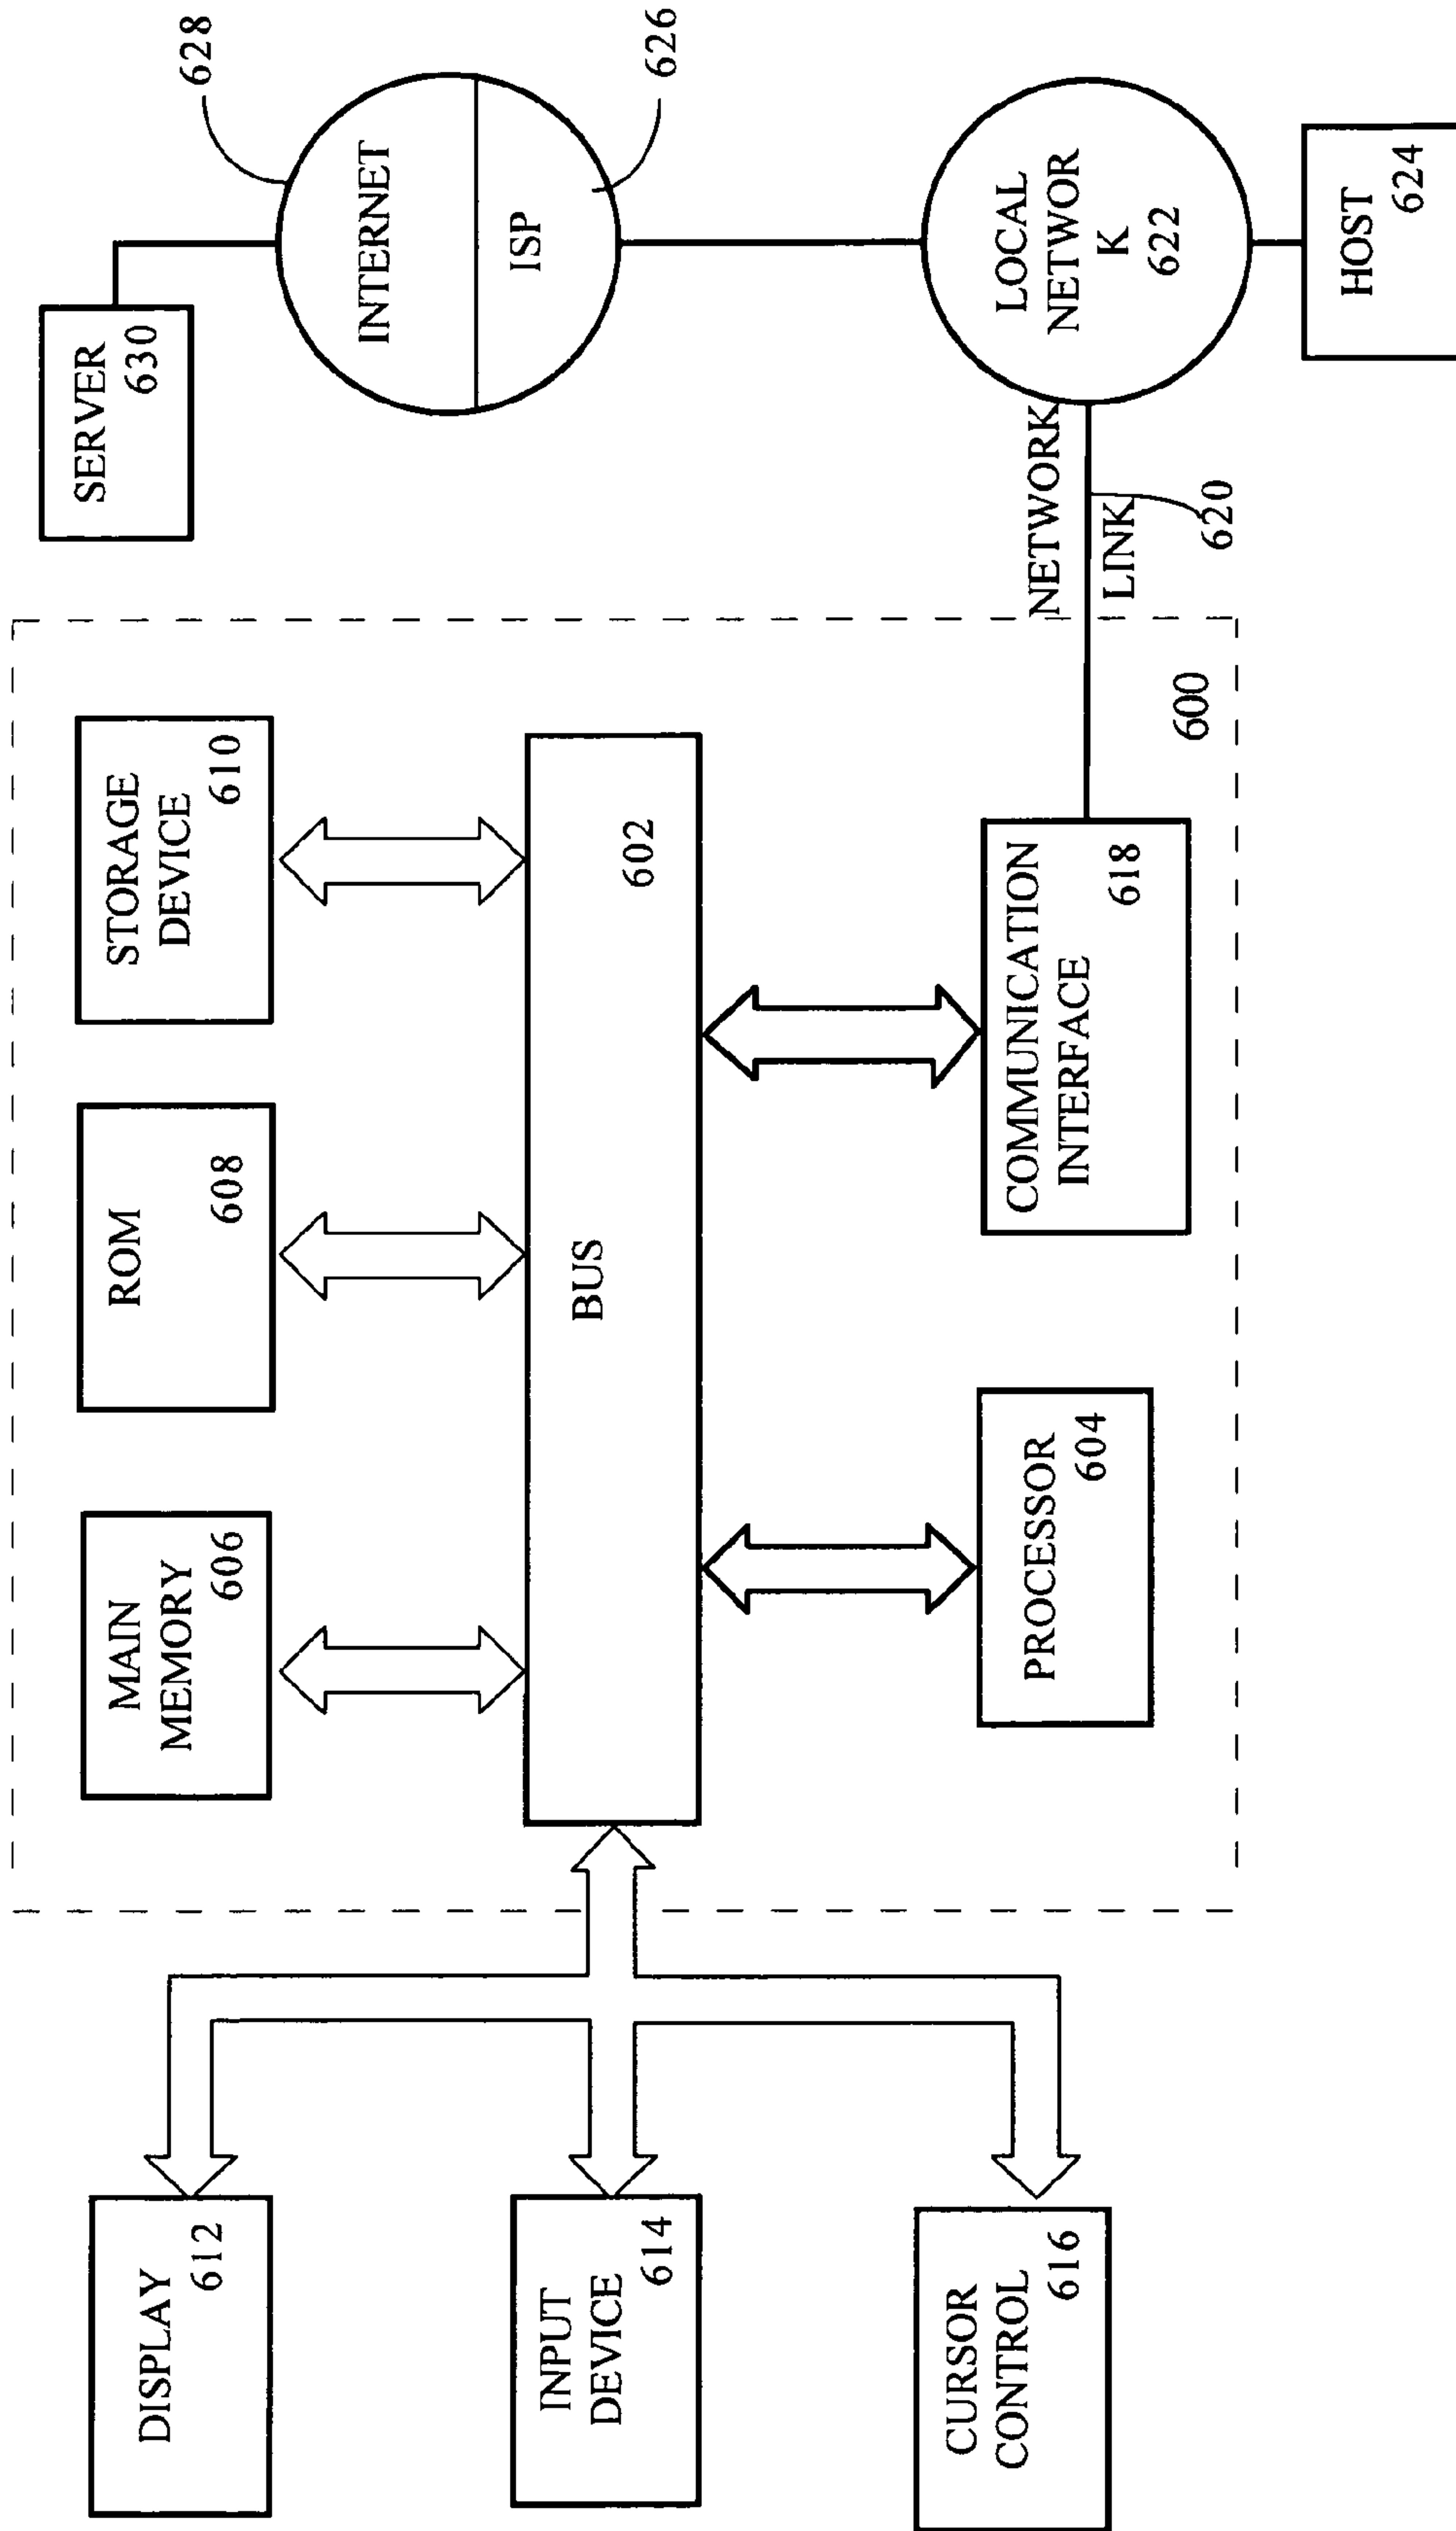 DISPLAY
612
INPUT
DEVICE
614
CURSOR
CONTROL
616
MAIN
MEMORY
606
ROM
608
STORAGE
DEVICE
610
BUS
602
PROCESSOR
604
COMMUNICATION
INTERFACE
618
600
NETWORK
LINK
620
SERVER
630
628
INTERNET
ISP
626
LOCAL
NETWOR
K
622
HOST
624